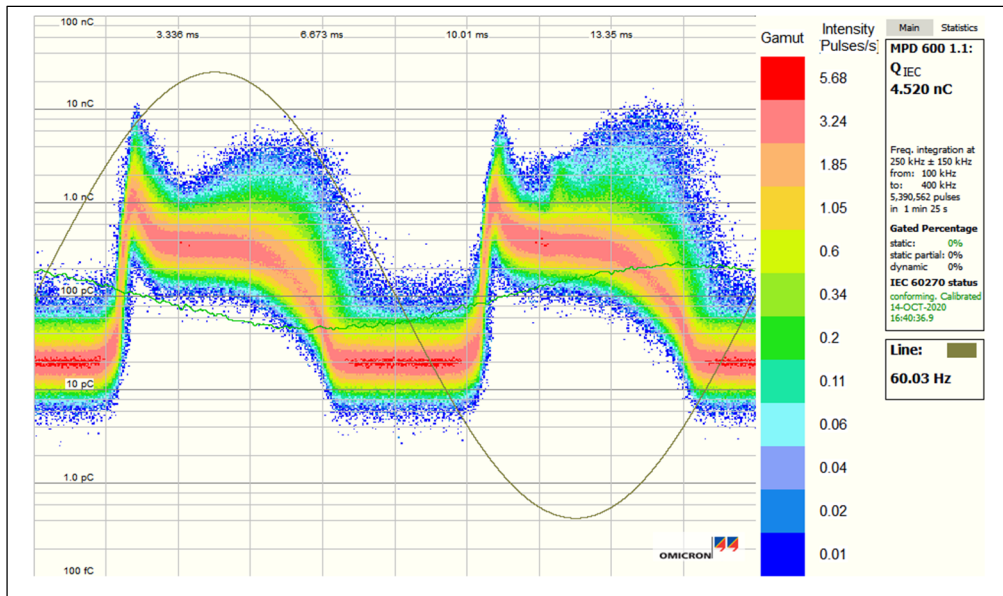 100 nC
3.336 ms
6.673 ms
10.01 ms
13.35 ms
10 nC
1.0 nC
100 pC
10 pC
1.0 pC
100 fC
OMICRON
Gamut
Intensity
[Pulses/s]
5.68
3.24
1.85
1.05
0.6
0.34
0.2
0.11
0.06
0.04
0.02
0.01
Main Statistics
MPD 600 1.1:
Q IEC
4.520 nC
Freq. integration at
250 kHz ± 150 kHz
from: 100 kHz
to: 400 kHz
5,390,562 pulses
in 1 min 25 s
Gated Percentage
static: 0%
static partial: 0%
dynamic 0%
IEC 60270 status
conforming. Calibrated
14-OCT-2020
16:40:36.9
Line:
60.03 Hz